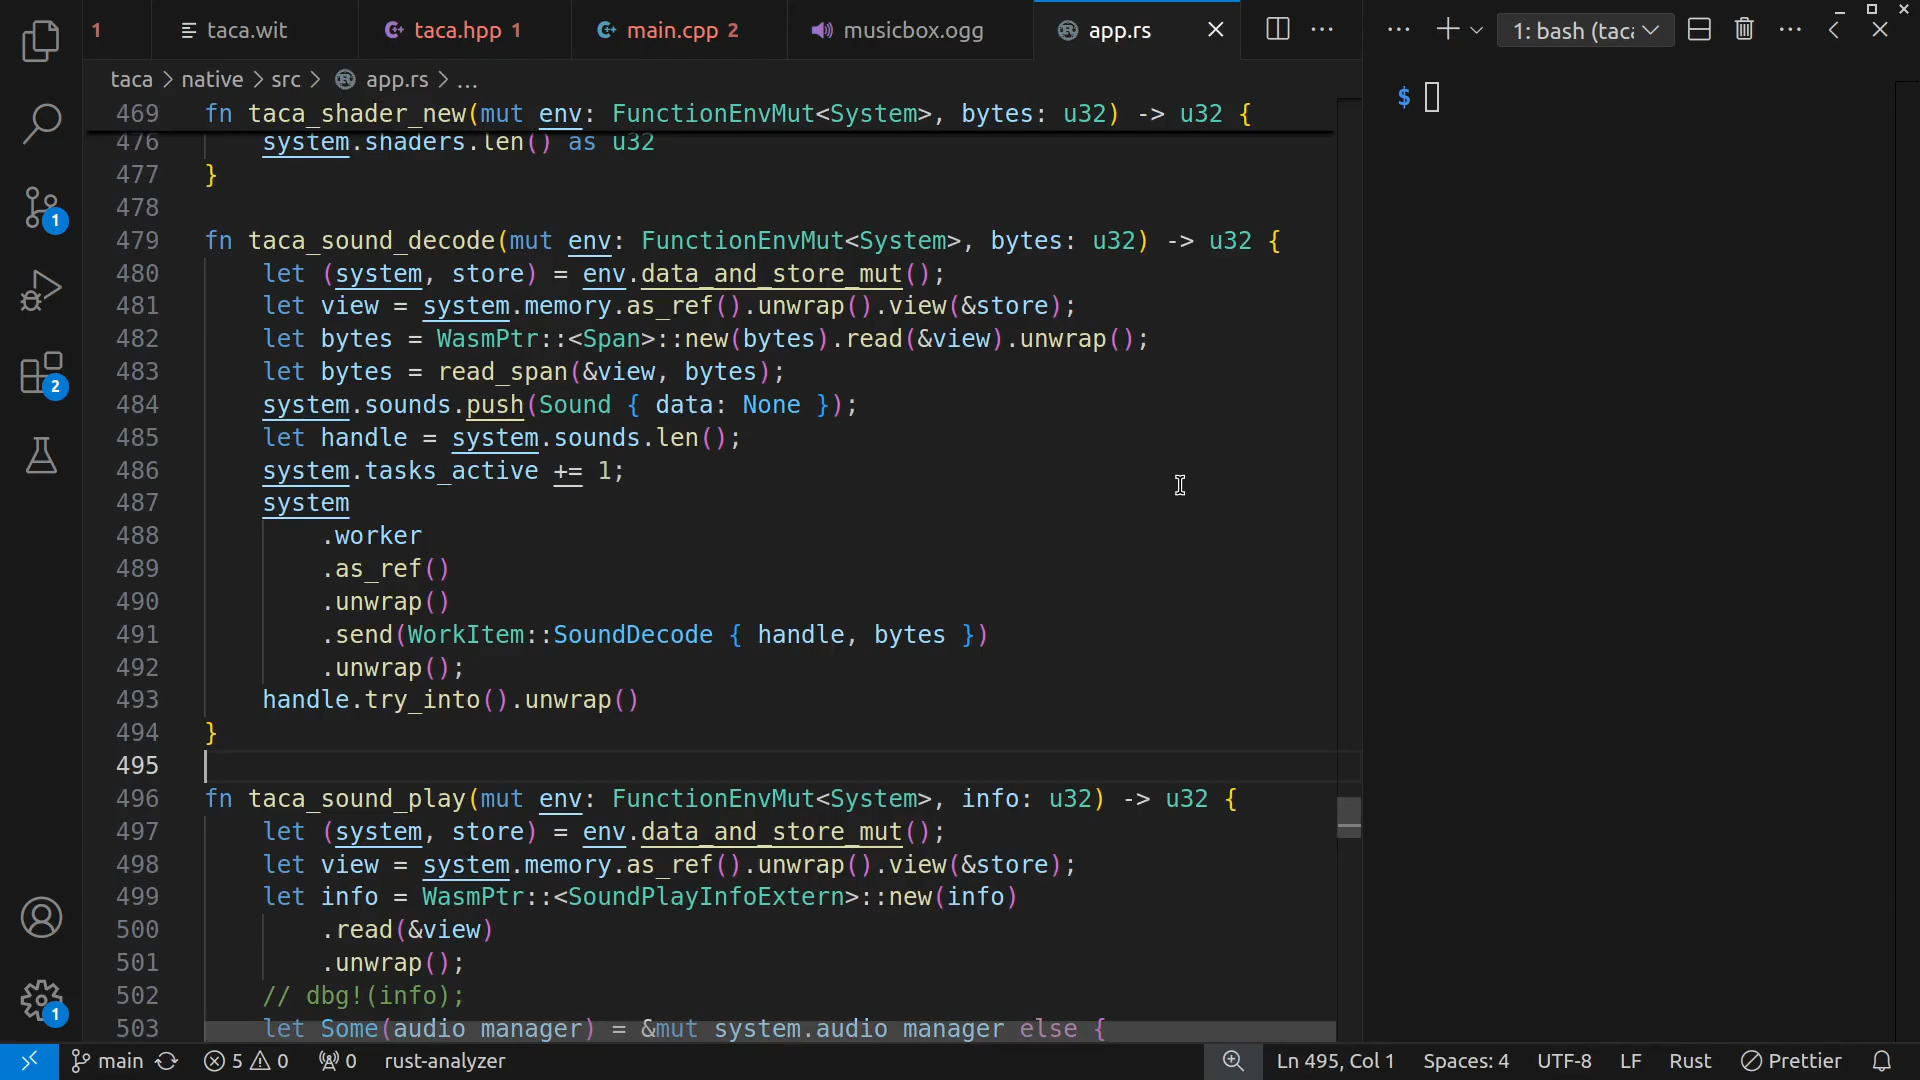 1
taca.wit
taca.hpp 1
main.cpp 2
musicbox.ogg
app.rs
1: bash (taca
taca > native > src > app.rs > ...
469 fn taca_shader_new(mut env: FunctionEnvMut<System>, bytes: u32) -> u32 {
476 system.shaders.len() as u32
477 }
478
479 fn taca_sound_decode(mut env: FunctionEnvMut<System>, bytes: u32) -> u32 {
480 let (system, store) = env.data_and_store_mut();
481 let view = system.memory.as_ref().unwrap().view(&store);
482 let bytes = WasmPtr::<Span>::new(bytes).read(&view).unwrap();
483 let bytes = read_span(&view, bytes);
484 system.sounds.push(Sound { data: None });
485 let handle = system.sounds.len();
486 system.tasks_active += 1;
487 system
488 .worker
489 .as_ref()
490 .unwrap()
491 .send(WorkItem::SoundDecode { handle, bytes })
492 .unwrap();
493 handle.try_into().unwrap()
494 }
495
496 fn taca_sound_play(mut env: FunctionEnvMut<System>, info: u32) -> u32 {
497 let (system, store) = env.data_and_store_mut();
498 let view = system.memory.as_ref().unwrap().view(&store);
499 let info = WasmPtr::<SoundPlayInfoExtern>::new(info)
500 .read(&view)
501 .unwrap();
502 // dbg!(info);
503 let Some(audio_manager) = &mut system.audio_manager else {
$
1
2
1
main
5
0
0
rust-analyzer
Ln 495, Col 1
Spaces: 4
UTF-8
LF
Rust
Prettier